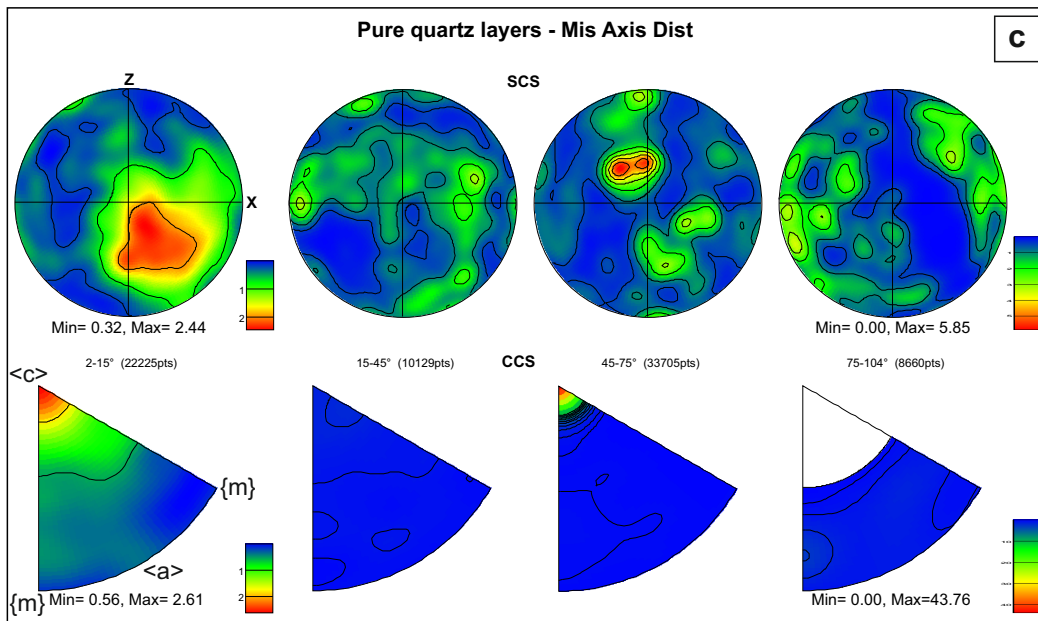 Pure quartz layers - Mis Axis Dist
C
Z
SCS
X
1
2
Min= 0.32, Max= 2.44
Min= 0.00, Max= 5.85
2-15° (22225pts)
15-45° (10129pts)
CCS
45-75° (33705pts)
75-104° (8660pts)
<c>
{m}
<a>
{m}
1
2
Min= 0.56, Max= 2.61
Min= 0.00, Max=43.76